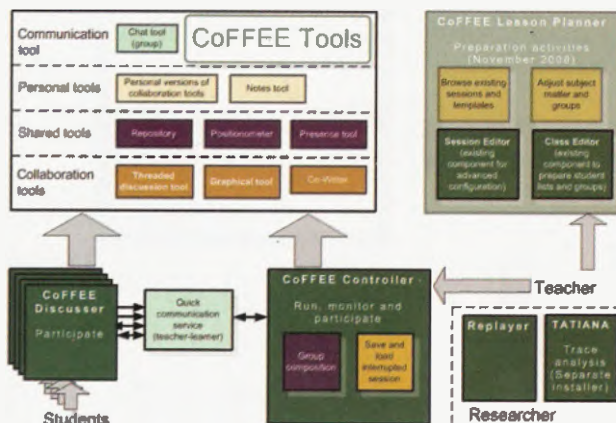 Communication tool
Chat tool (group)
CoFFEE Tools
Personal tools
Personal versions of collaboration tools
Notes tool
Shared tools
Repository
Positionometer
Presence tool
Collaboration tools
Threaded discussion tool
Graphical tool
Co-Writer
CoFFEE Lesson Planner
Preparation activities
(November 2008)
Browse existing sessions and templates
Adjust subject matter and groups
Session Editor
(existing component for advanced configuration)
Class Editor
(existing component to prepare student lists and groups)
CoFFEE Discusser
Participate
Students
Quick communication service (teacher-learner)
CoFFEE Controller
Run, monitor and participate
Group composition
Save and load interrupted session
Teacher
Replayer
TATIANA
Trace analysis (Separate installer)
Researcher